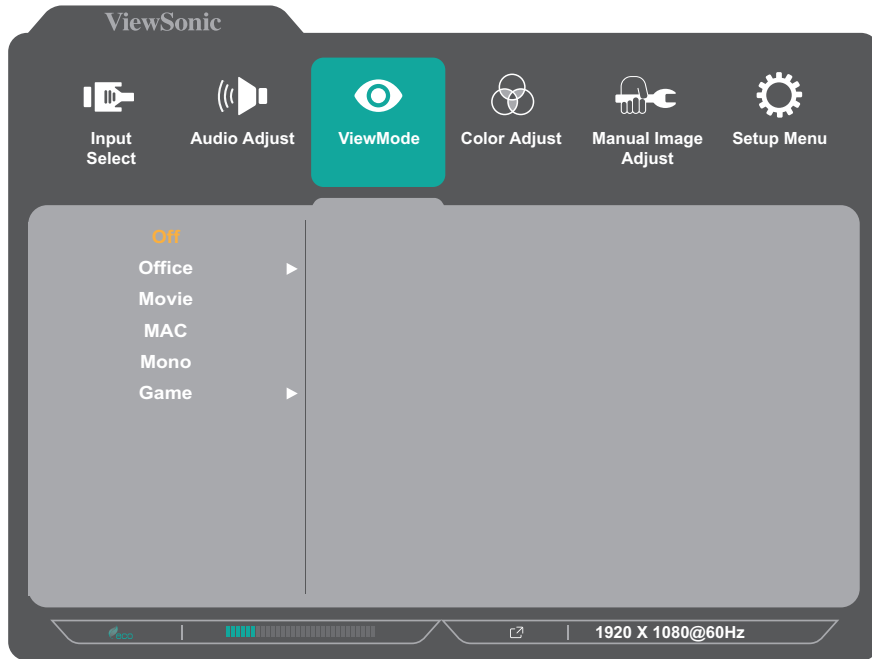 ViewSonic
Input Select
Audio Adjust
ViewMode
Color Adjust
Manual Image Adjust
Setup Menu
Off
Office
Movie
MAC
Mono
Game
eco
1920 X 1080@60Hz